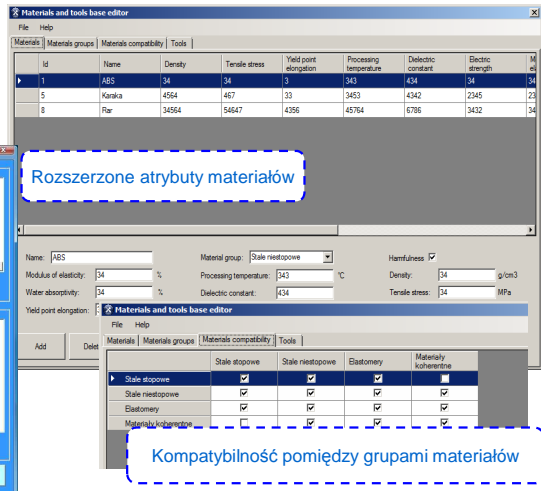 Materials and tools base editor
File Help
Materials Materials groups Materials compatibility Tools
Id Name Density Tensile stress Yield point elongation Processing temperature Dielectric constant Electric strength
1 ABS 34 34 3 343 434 34 34
5 Karaka 4564 467 33 3453 4342 2345 23
8 Rar 34564 54647 4356 45764 6786 3432 34
Rozszerzone atrybuty materiałów
Name: ABS Material group: Stale niestopowe Harmfulness
Modulus of elasticity: 34 % Processing temperature: 343 °C Density: 34 g/cm3
Water absorptivity: 34 % Dielectric constant: 434 Tensile stress: 34 MPa
Yield point elongation:
Add
Materials and tools base editor
File Help
Materials Materials groups Materials compatibility Tools
Stale stopowe Stale niestopowe Elastomery Materiały koherentne
Stale stopowe
Stale niestopowe
Elastomery
Materiały koherentne
Kompatybilność pomiędzy grupami materiałów